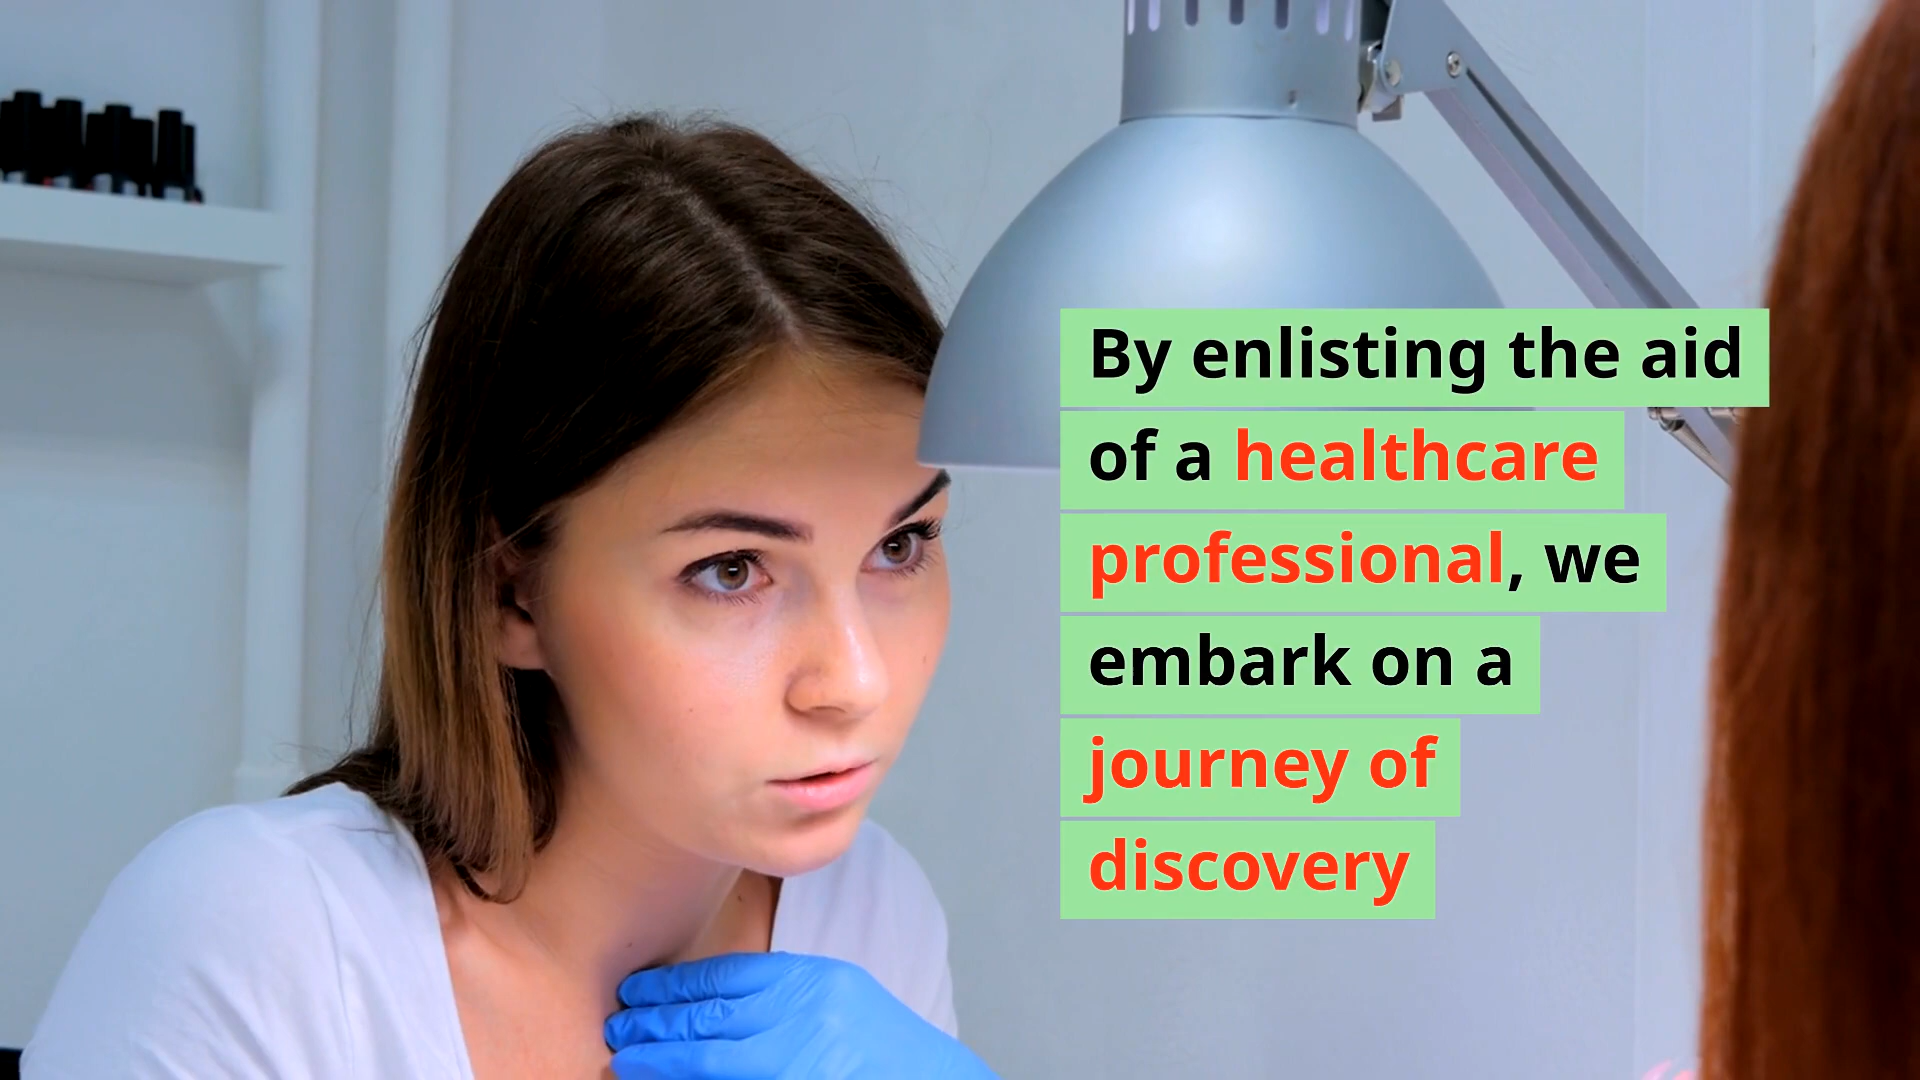 By enlisting the aid
of a healthcare
professional, we
embark on a
journey of
discovery